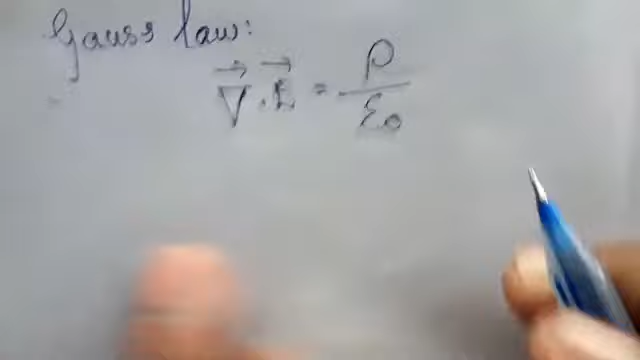 Gauss law:
∇⃗ . E⃗ = ρ/ε₀